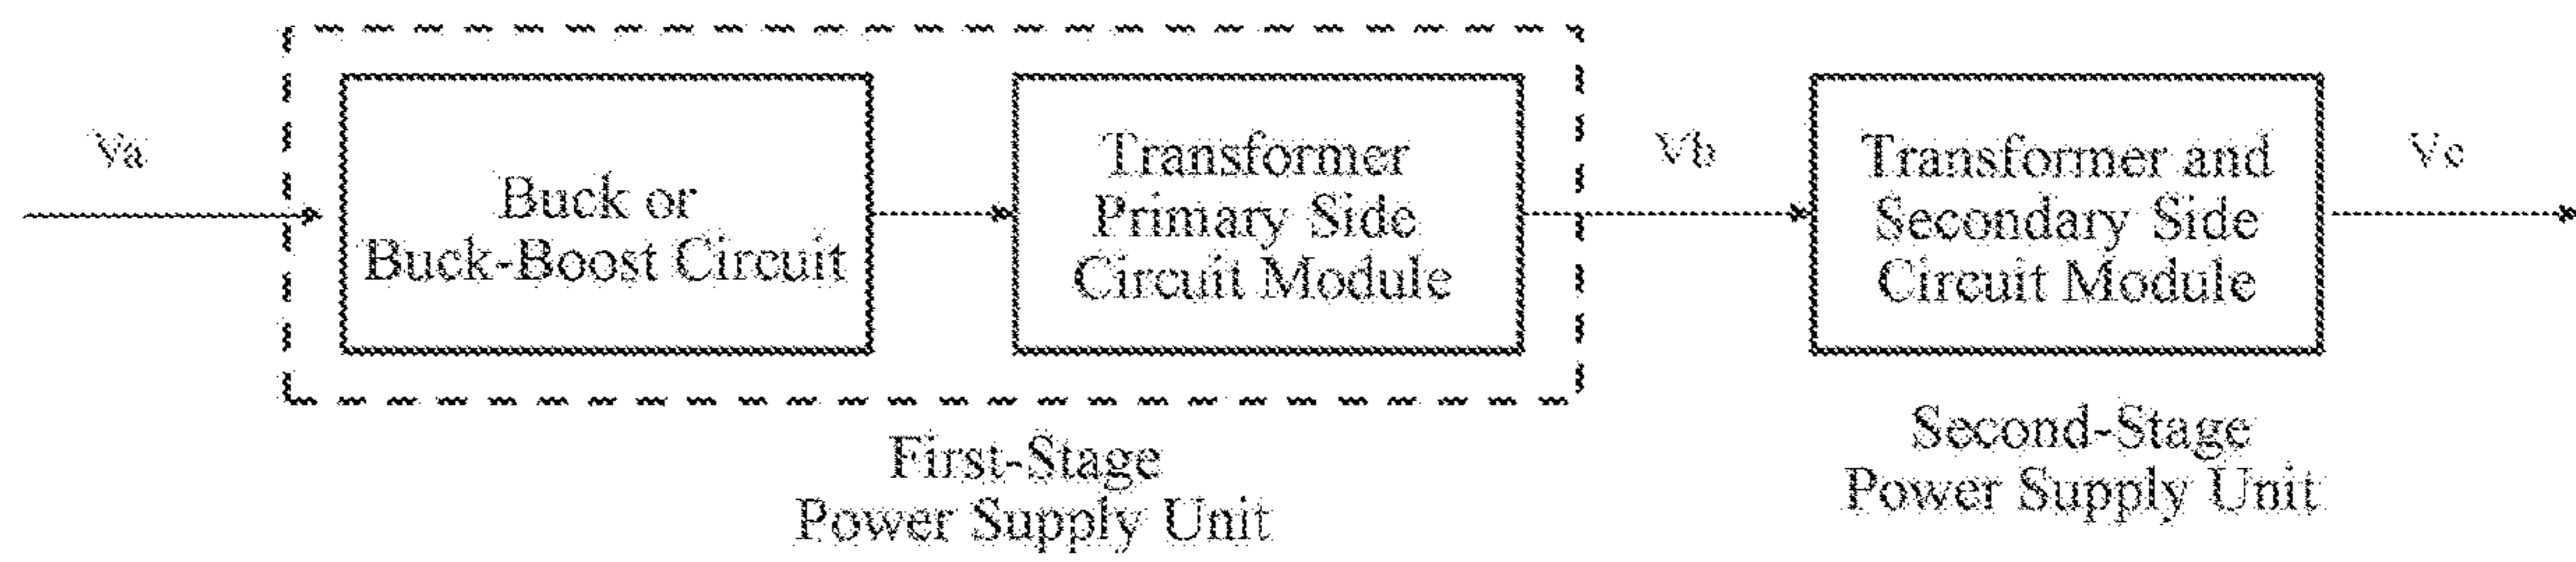 Va
Buck or
Buck-Boost Circuit
Transformer
Primary Side
Circuit Module
Vb
Transformer and
Secondary Side
Circuit Module
Vc
First-Stage
Power Supply Unit
Second-Stage
Power Supply Unit